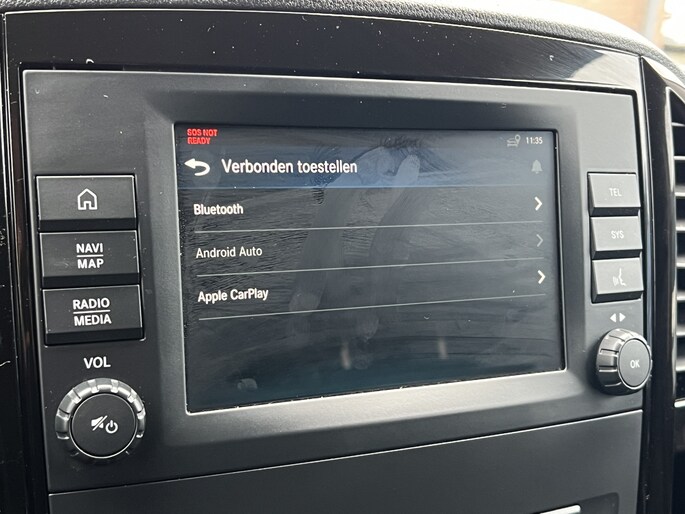 SOS NOT
READY
11:35
Verbonden toestellen
Bluetooth
Android Auto
Apple CarPlay
NAVI
MAP
RADIO
MEDIA
VOL
TEL
SYS
OK